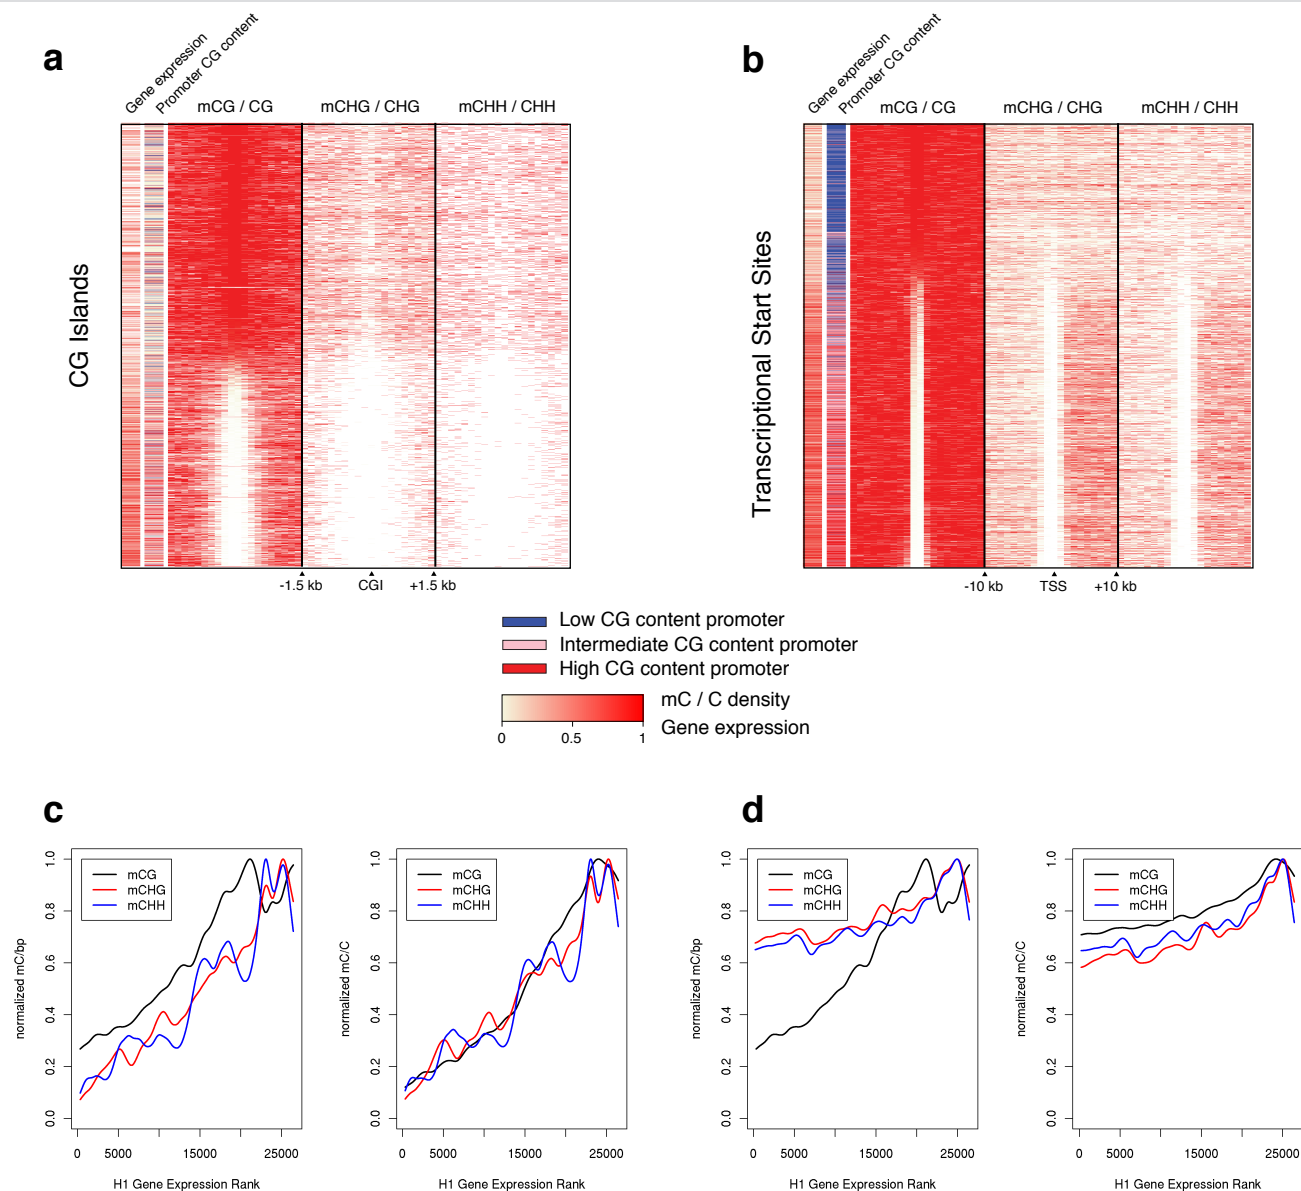 a
Gene expression
Promoter CG content
mCG / CG
mCHG / CHG
mCHH / CHH
CG Islands
-1.5 kb
CGI
+1.5 kb
b
Gene expression
Promoter CG content
mCG / CG
mCHG / CHG
mCHH / CHH
Transcriptional Start Sites
-10 kb
TSS
+10 kb
Low CG content promoter
Intermediate CG content promoter
High CG content promoter
mC / C density
Gene expression
0 0.5 1
c
normalized mC/bp
0.0 0.2 0.4 0.6 0.8 1.0
mCG
mCHG
mCHH
0 5000 15000 25000
H1 Gene Expression Rank
normalized mC/C
0.0 0.2 0.4 0.6 0.8 1.0
mCG
mCHG
mCHH
0 5000 15000 25000
H1 Gene Expression Rank
d
normalized mC/bp
0.0 0.2 0.4 0.6 0.8 1.0
mCG
mCHG
mCHH
0 5000 15000 25000
H1 Gene Expression Rank
normalized mC/C
0.0 0.2 0.4 0.6 0.8 1.0
mCG
mCHG
mCHH
0 5000 15000 25000
H1 Gene Expression Rank